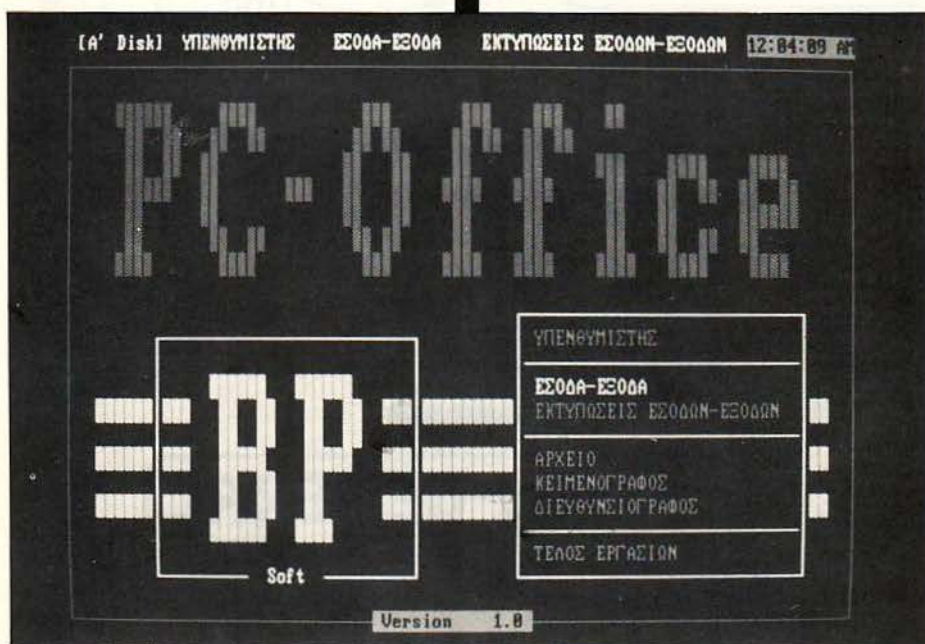 [A' Disk] ΥΠΕΝΘΥΜΙΣΤΗΣ ΕΣΟΔΑ-ΕΞΟΔΑ ΕΚΤΥΠΩΣΕΙΣ ΕΣΟΔΩΝ-ΕΞΟΔΩΝ 12:04:09 AM
PC-Office
ΥΠΕΝΘΥΜΙΣΤΗΣ
ΕΣΟΔΑ-ΕΞΟΔΑ
ΕΚΤΥΠΩΣΕΙΣ ΕΣΟΔΩΝ-ΕΞΟΔΩΝ
ΑΡΧΕΙΟ
ΚΕΙΜΕΝΟΓΡΑΦΟΣ
ΔΙΕΥΘΥΝΣΙΟΓΡΑΦΟΣ
ΤΕΛΟΣ ΕΡΓΑΣΙΩΝ
BP
Soft
Version 1.0